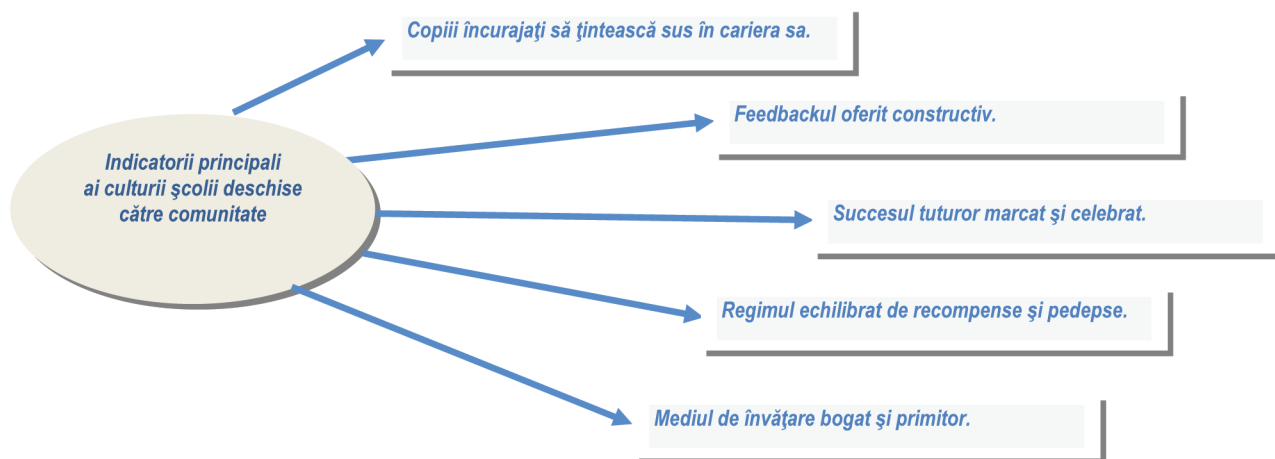 Copiii încurajaţi să ţintească sus în cariera sa.
Feedbackul oferit constructiv.
Indicatorii principali
ai culturii şcolii deschise
către comunitate
Succesul tuturor marcat şi celebrat.
Regimul echilibrat de recompense şi pedepse.
Mediul de învăţare bogat şi primitor.